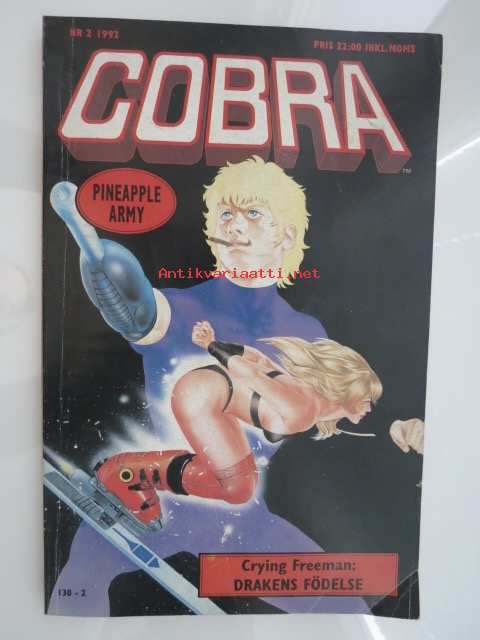 NR 2 1992
PRIS 22:00 INKL. MOMS
COBRA
TM
PINEAPPLE
ARMY
Antikvariaatti.net
Crying Freeman:
DRAKENS FÖDELSE
130 - 2